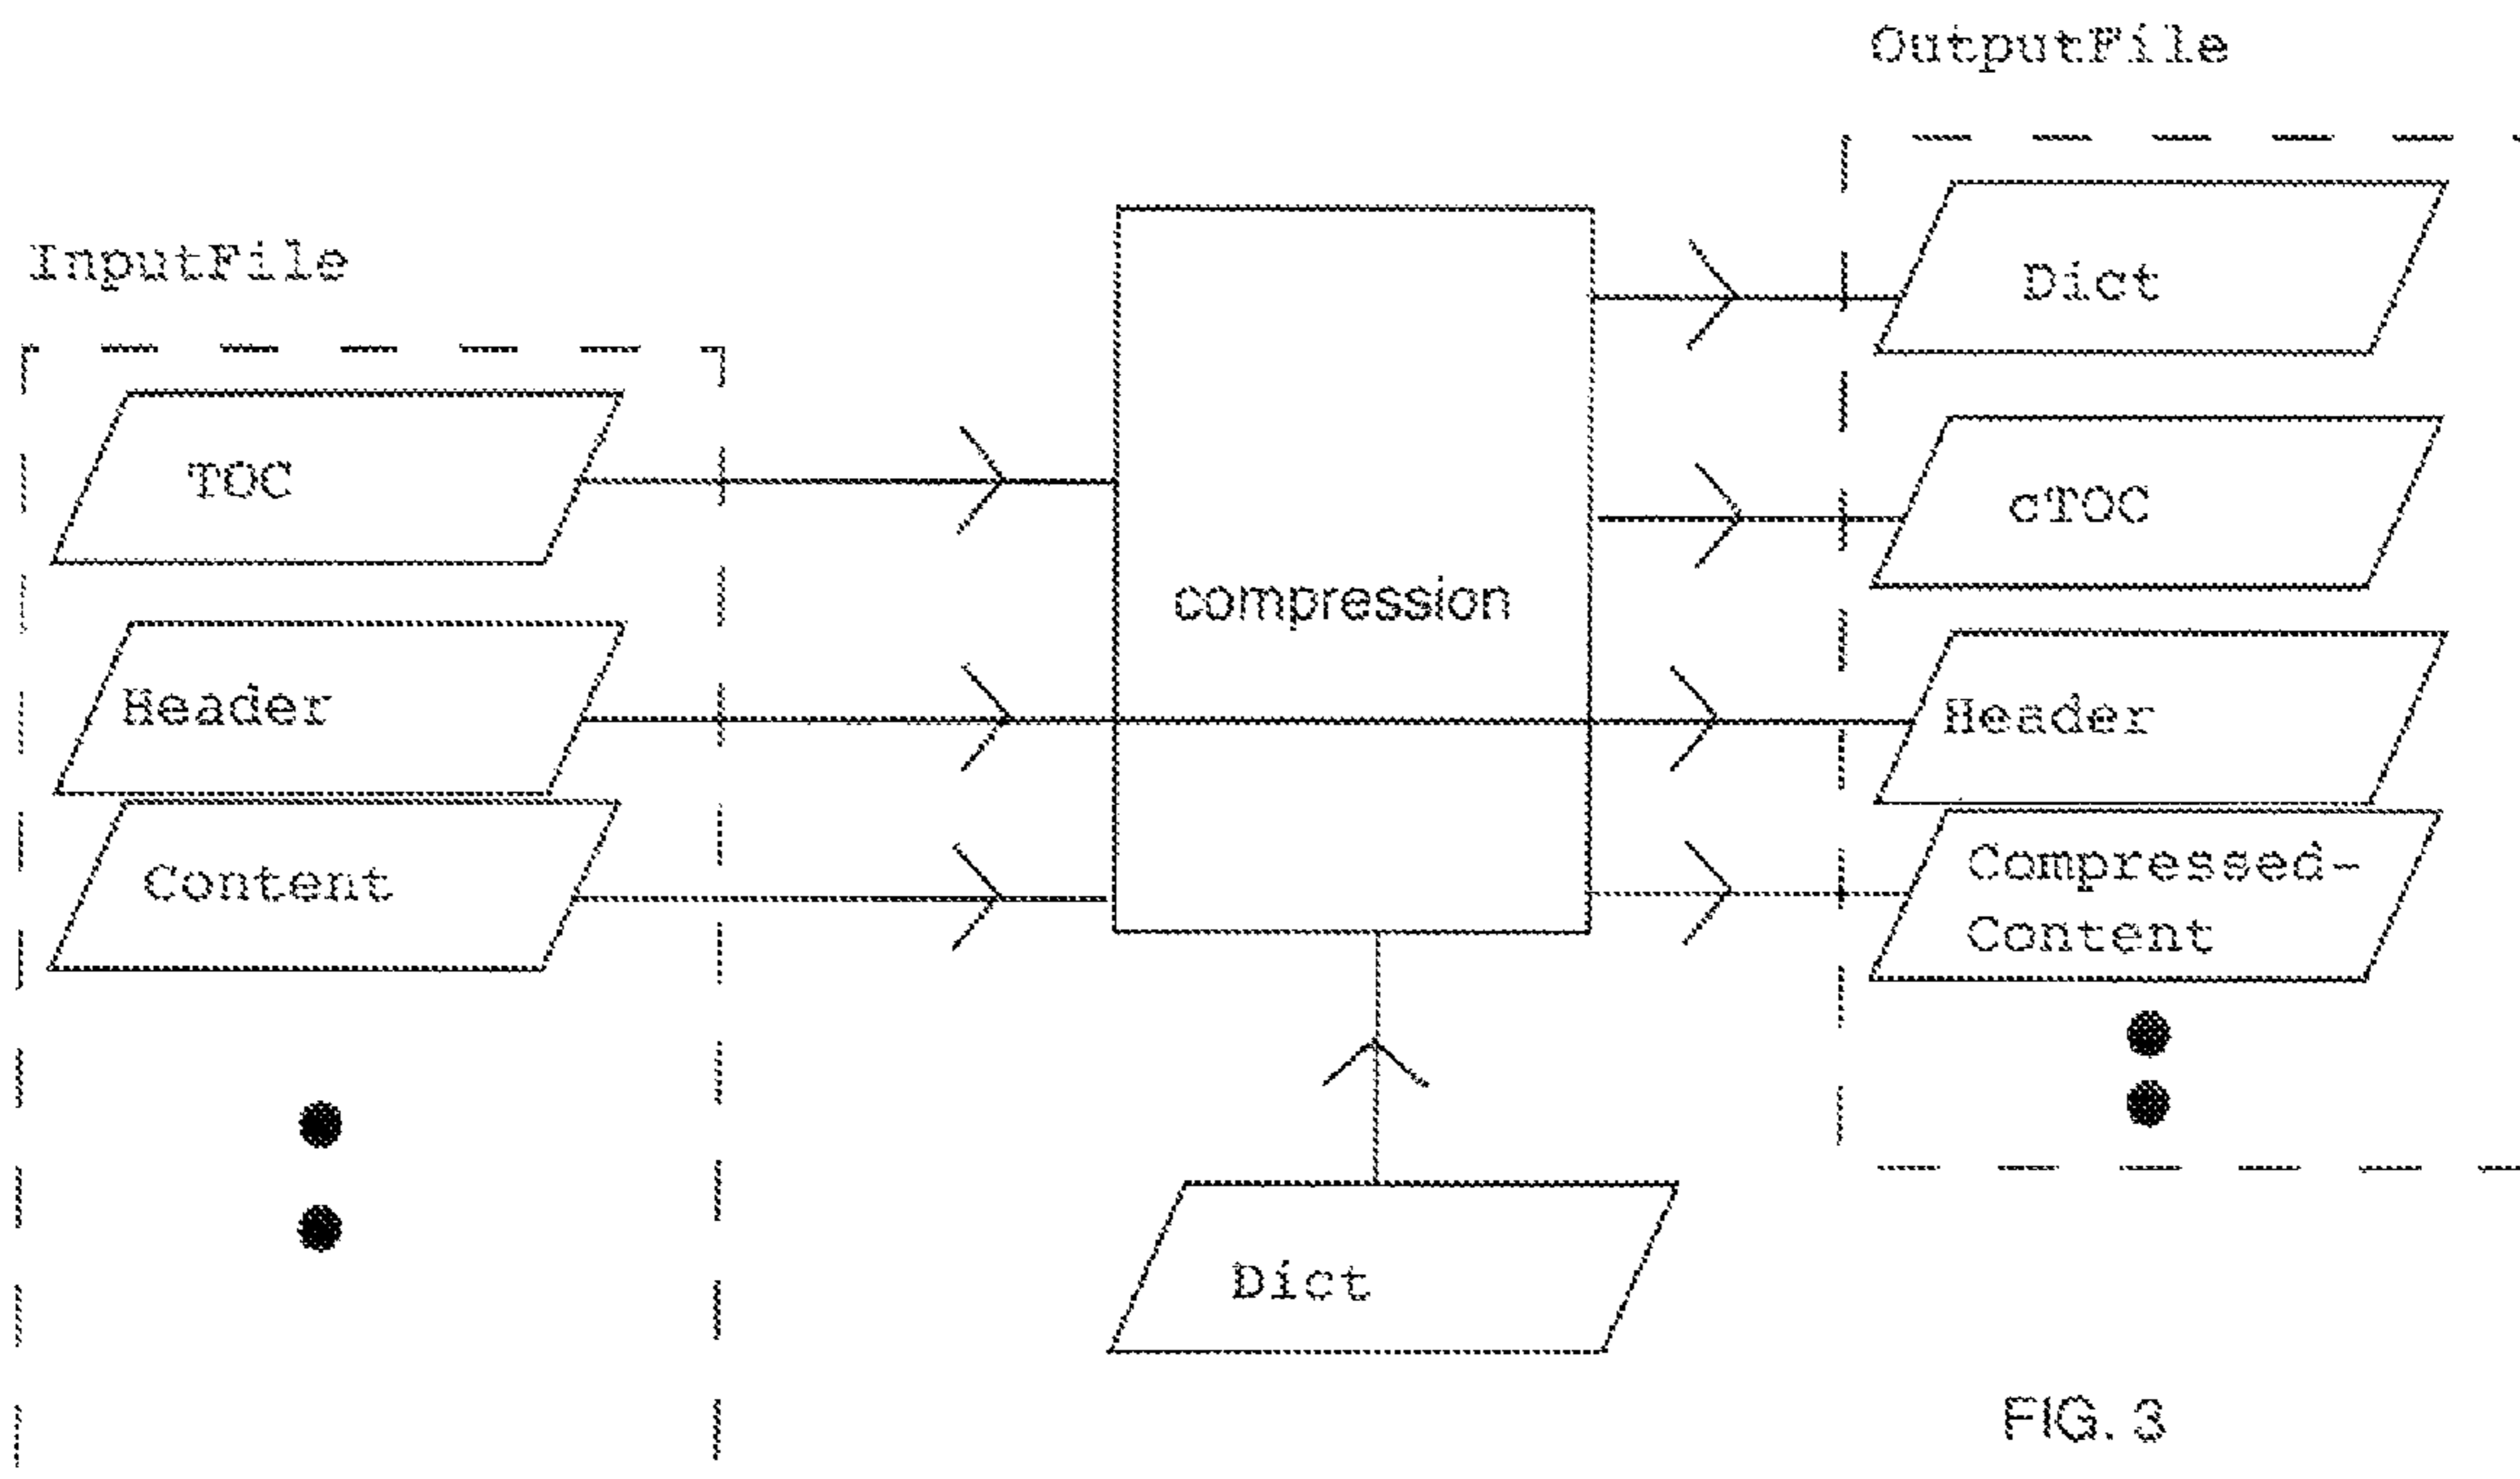 OutputFile
InputFile
Dict
TOC
cTOC
compression
Header
Header
Content
Compressed-
Content
Dict
FIG. 3